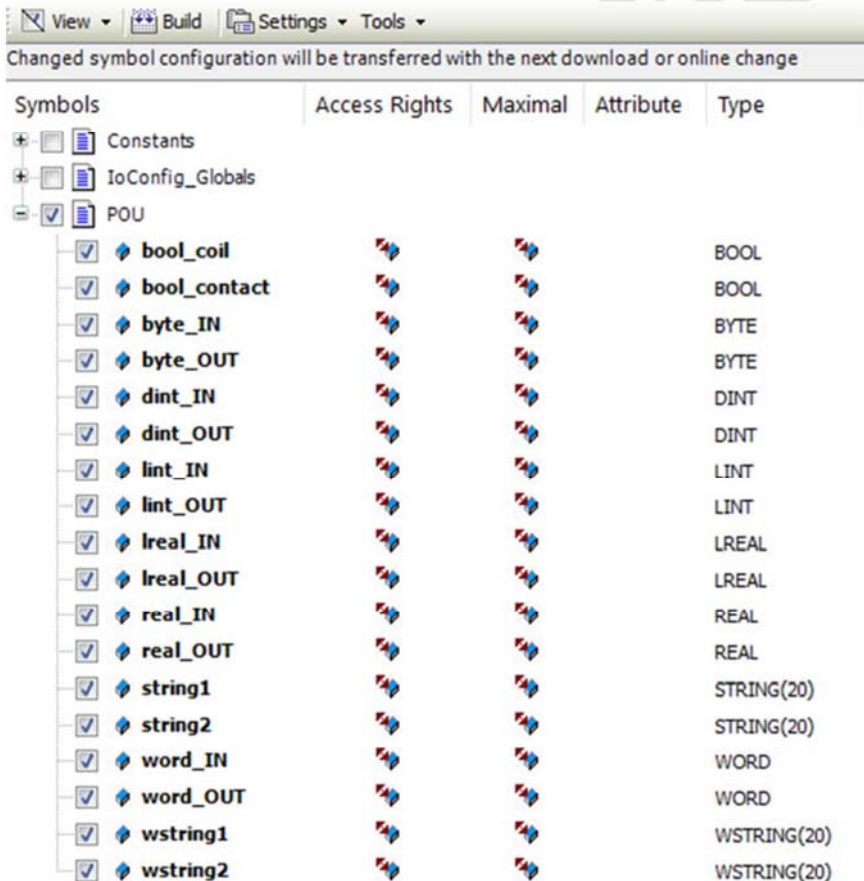 View Build Settings Tools
Changed symbol configuration will be transferred with the next download or online change
Symbols Access Rights Maximal Attribute Type
Constants
IoConfig_Globals
POU
bool_coil BOOL
bool_contact BOOL
byte_IN BYTE
byte_OUT BYTE
dint_IN DINT
dint_OUT DINT
lint_IN LINT
lint_OUT LINT
lreal_IN LREAL
lreal_OUT LREAL
real_IN REAL
real_OUT REAL
string1 STRING(20)
string2 STRING(20)
word_IN WORD
word_OUT WORD
wstring1 WSTRING(20)
wstring2 WSTRING(20)